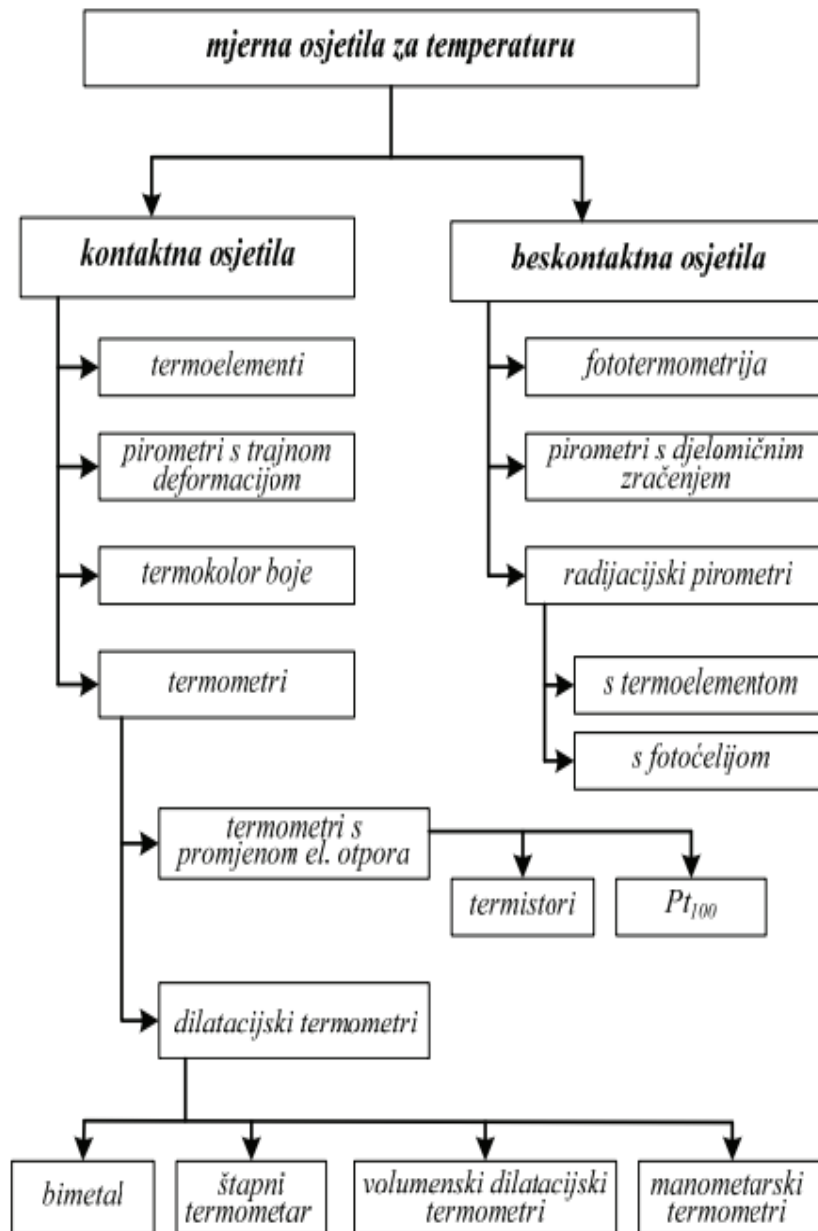 mjerna osjetila za temperaturu
kontaktna osjetila
termoelementi
pirometri s trajnom
deformacijom
termokolor boje
termometri
termometri s
promjenom el. otpora
termistori
Pt100
dilatacijski termometri
bimetal
štapni
termometar
volumenski dilatacijski
termometri
manometarski
termometri
beskontaktna osjetila
fototermometrija
pirometri s djelomičnim
zračenjem
radijacijski pirometri
s termoelementom
s fotoćelijom